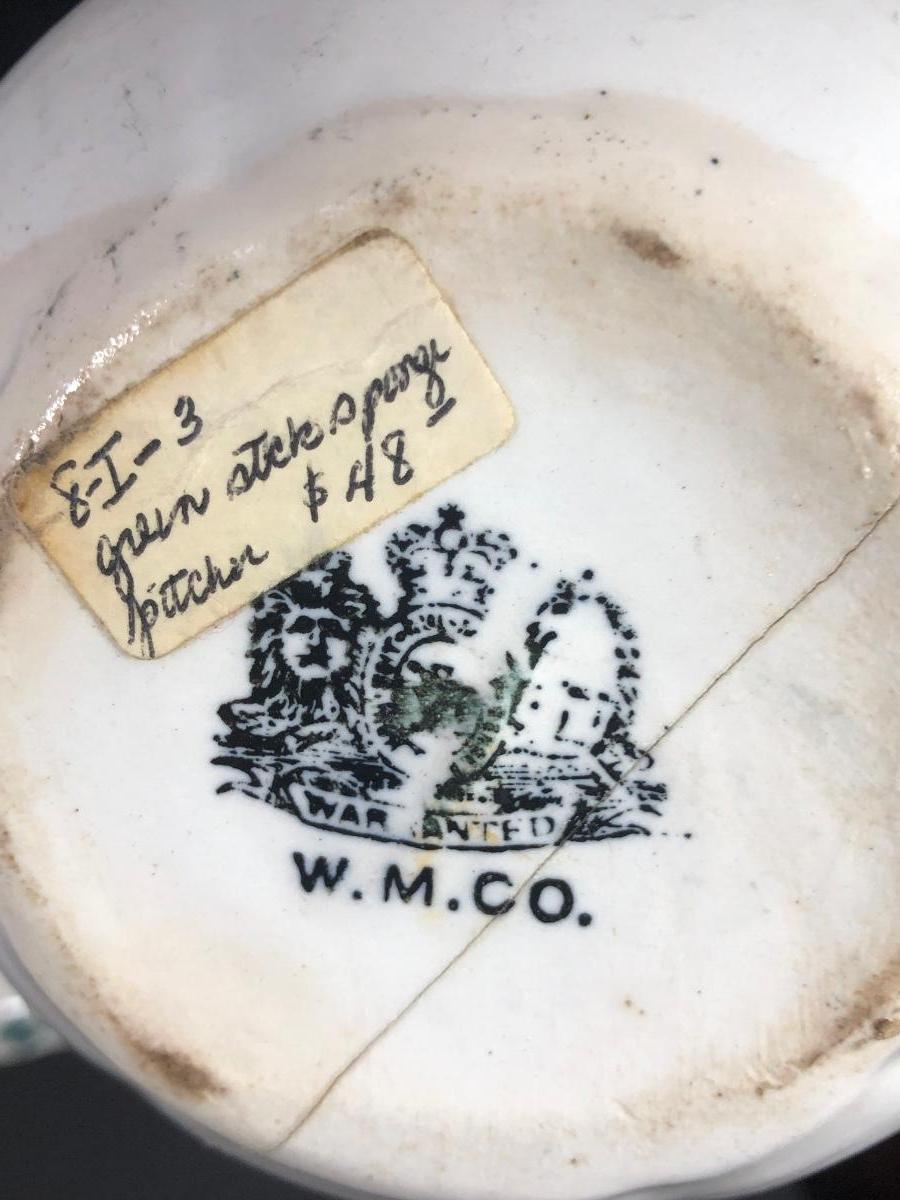 8-I-3
green stick sponge
pitcher $48
WARRANTED
W.M.CO.